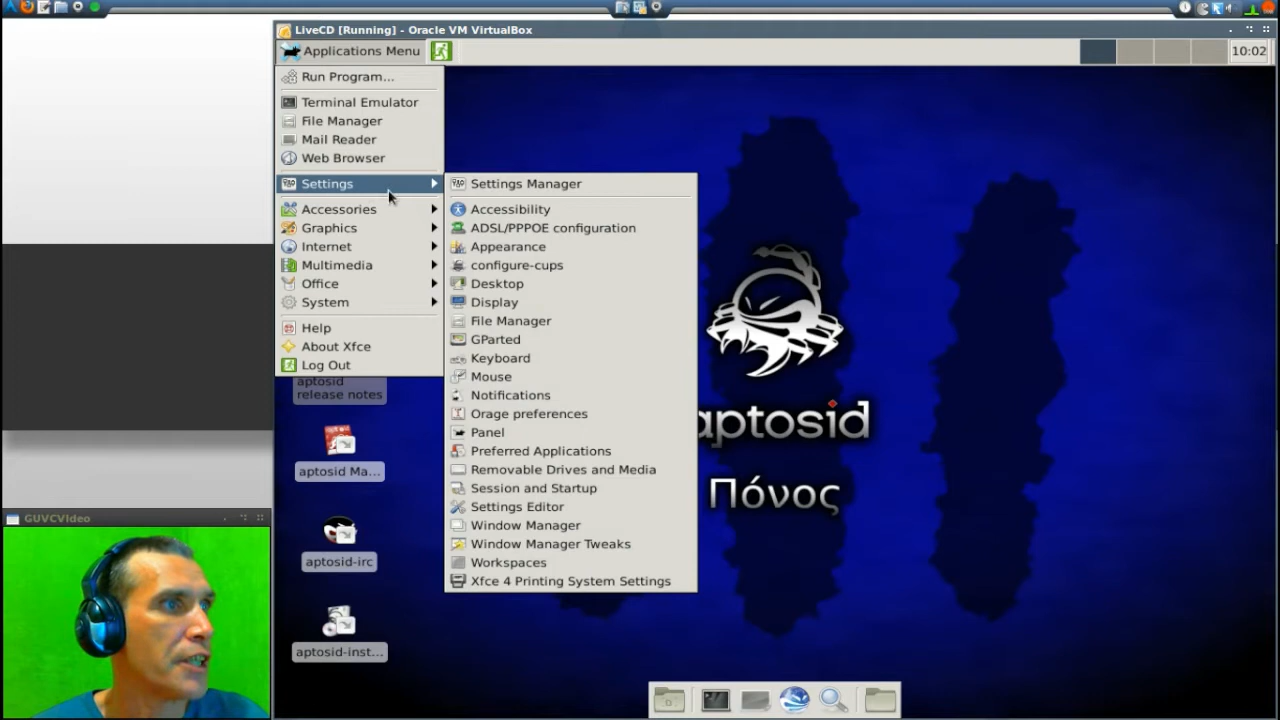 LiveCD [Running] - Oracle VM VirtualBox
Applications Menu
10:02
Run Program...
Terminal Emulator
File Manager
Mail Reader
Web Browser
Settings
Accessories
Graphics
Internet
Multimedia
Office
System
Help
About Xfce
Log Out
Settings Manager
Accessibility
ADSL/PPPOE configuration
Appearance
configure-cups
Desktop
Display
File Manager
GParted
Keyboard
Mouse
Notifications
Orage preferences
Panel
Preferred Applications
Removable Drives and Media
Session and Startup
Settings Editor
Window Manager
Window Manager Tweaks
Workspaces
Xfce 4 Printing System Settings
aptosid
release notes
aptosid Ma...
aptosid-irc
aptosid-inst...
aptosid
Πόνος
GUVCVIdeo